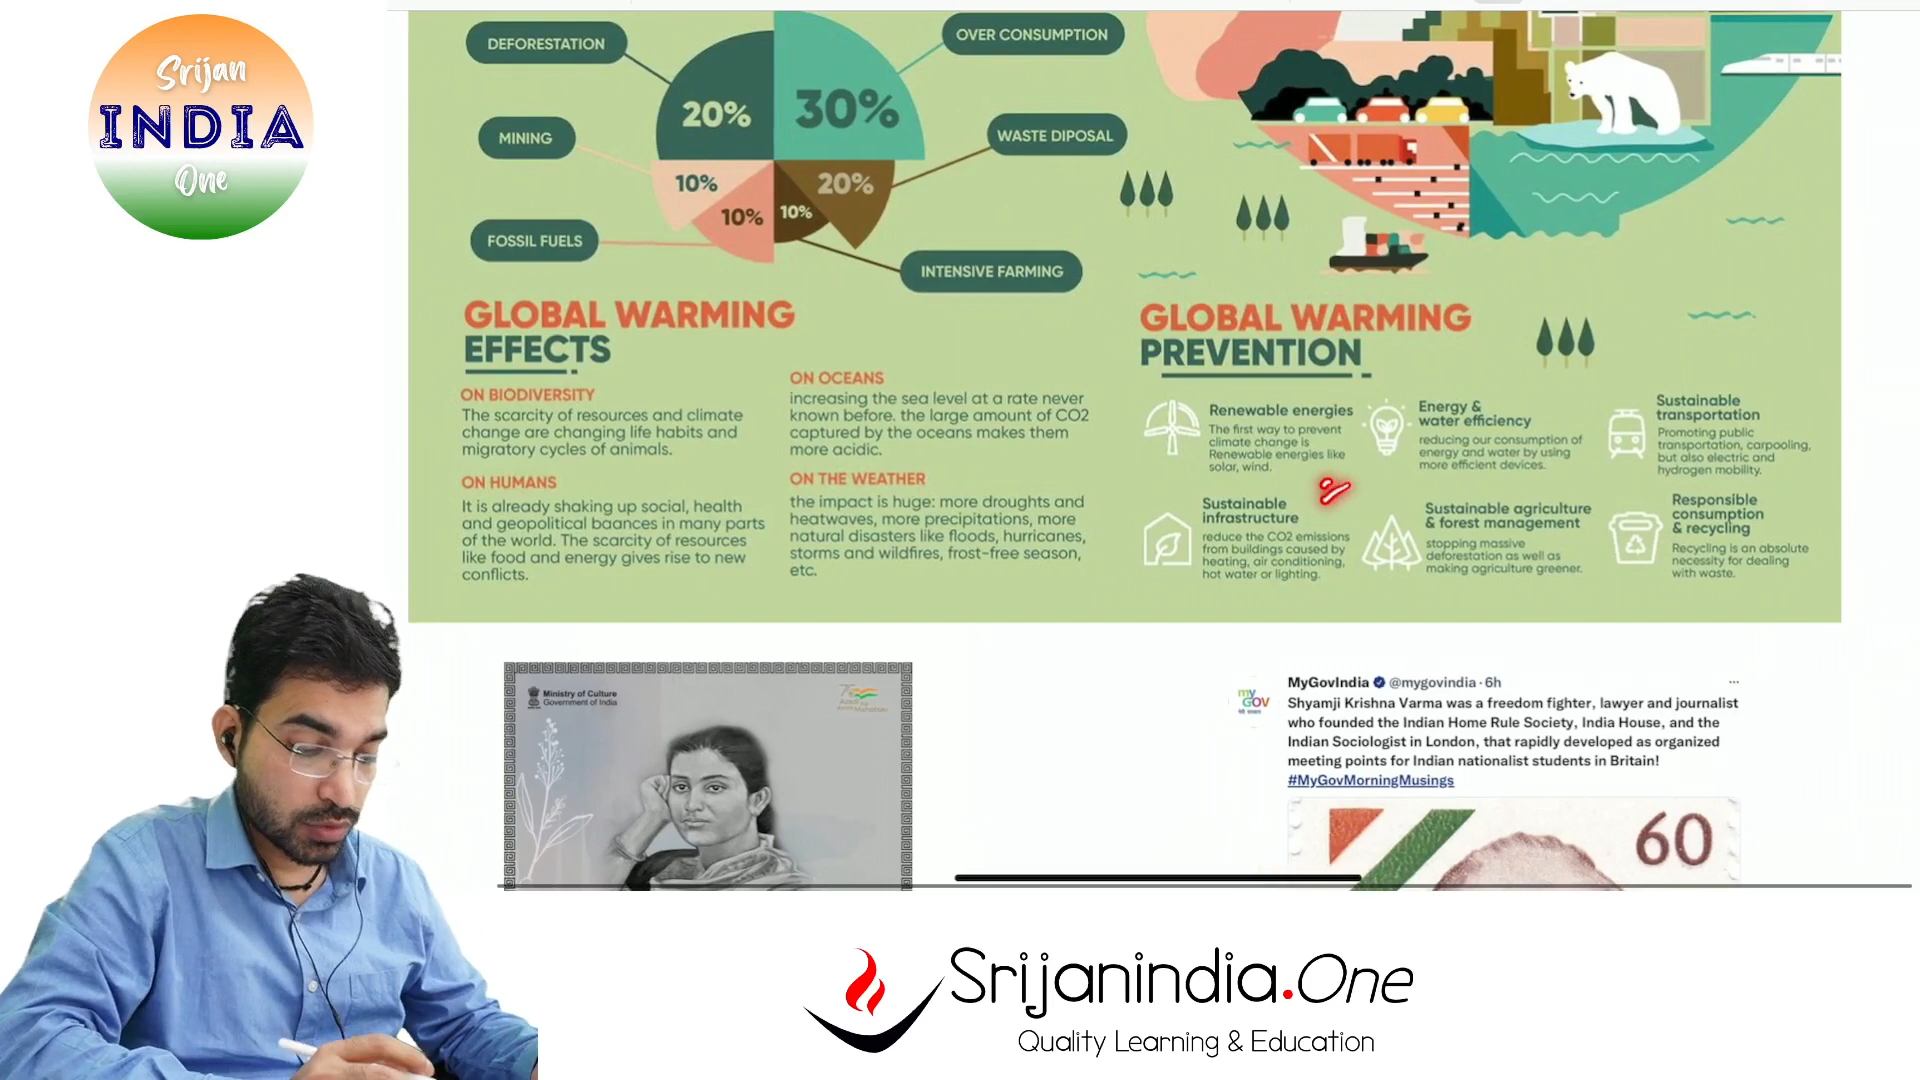 Srijan
INDIA
One
DEFORESTATION
OVER CONSUMPTION
20%
30%
MINING
WASTE DIPOSAL
10%
20%
10%
10%
FOSSIL FUELS
INTENSIVE FARMING
GLOBAL WARMING
EFFECTS
ON BIODIVERSITY
The scarcity of resources and climate
change are changing life habits and
migratory cycles of animals.
ON HUMANS
It is already shaking up social, health
and geopolitical baances in many parts
of the world. The scarcity of resources
like food and energy gives rise to new
conflicts.
ON OCEANS
increasing the sea level at a rate never
known before. the large amount of CO2
captured by the oceans makes them
more acidic.
ON THE WEATHER
the impact is huge: more droughts and
heatwaves, more precipitations, more
natural disasters like floods, hurricanes,
storms and wildfires, frost-free season,
etc.
GLOBAL WARMING
PREVENTION
Renewable energies
The first way to prevent
climate change is
Renewable energies like
solar, wind.
Energy &
water efficiency
reducing our consumption of
energy and water by using
more efficient devices.
Sustainable
transportation
Promoting public
transportation, carpooling,
but also electric and
hydrogen mobility.
Sustainable
infrastructure
reduce the CO2 emissions
from buildings caused by
heating, air conditioning,
hot water or lighting.
Sustainable agriculture
& forest management
stopping massive
deforestation as well as
making agriculture greener.
Responsible
consumption
& recycling
Recycling is an absolute
necessity for dealing
with waste.
Ministry of Culture
Government of India
my
GOV
MyGovIndia @mygovindia · 6h
Shyamji Krishna Varma was a freedom fighter, lawyer and journalist
who founded the Indian Home Rule Society, India House, and the
Indian Sociologist in London, that rapidly developed as organized
meeting points for Indian nationalist students in Britain!
#MyGovMorningMusings
60
Srijanindia.One
Quality Learning & Education